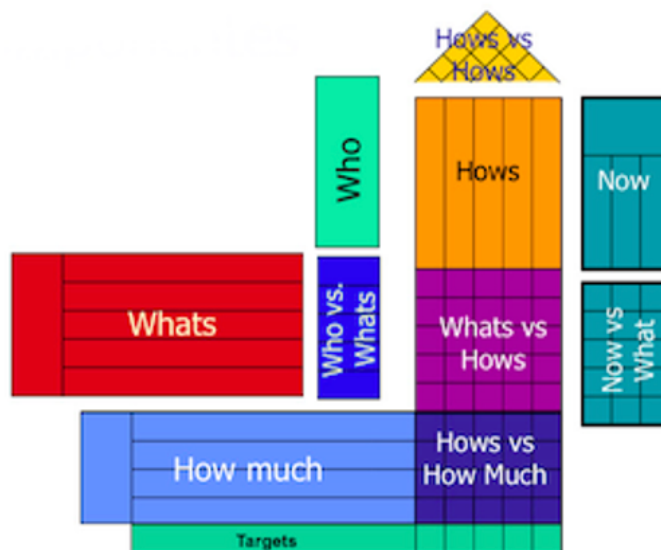 Hows vs
Hows
Who
Hows
Now
Whats
Who vs.
Whats
Whats vs
Hows
Now vs
What
How much
Hows vs
How Much
Targets